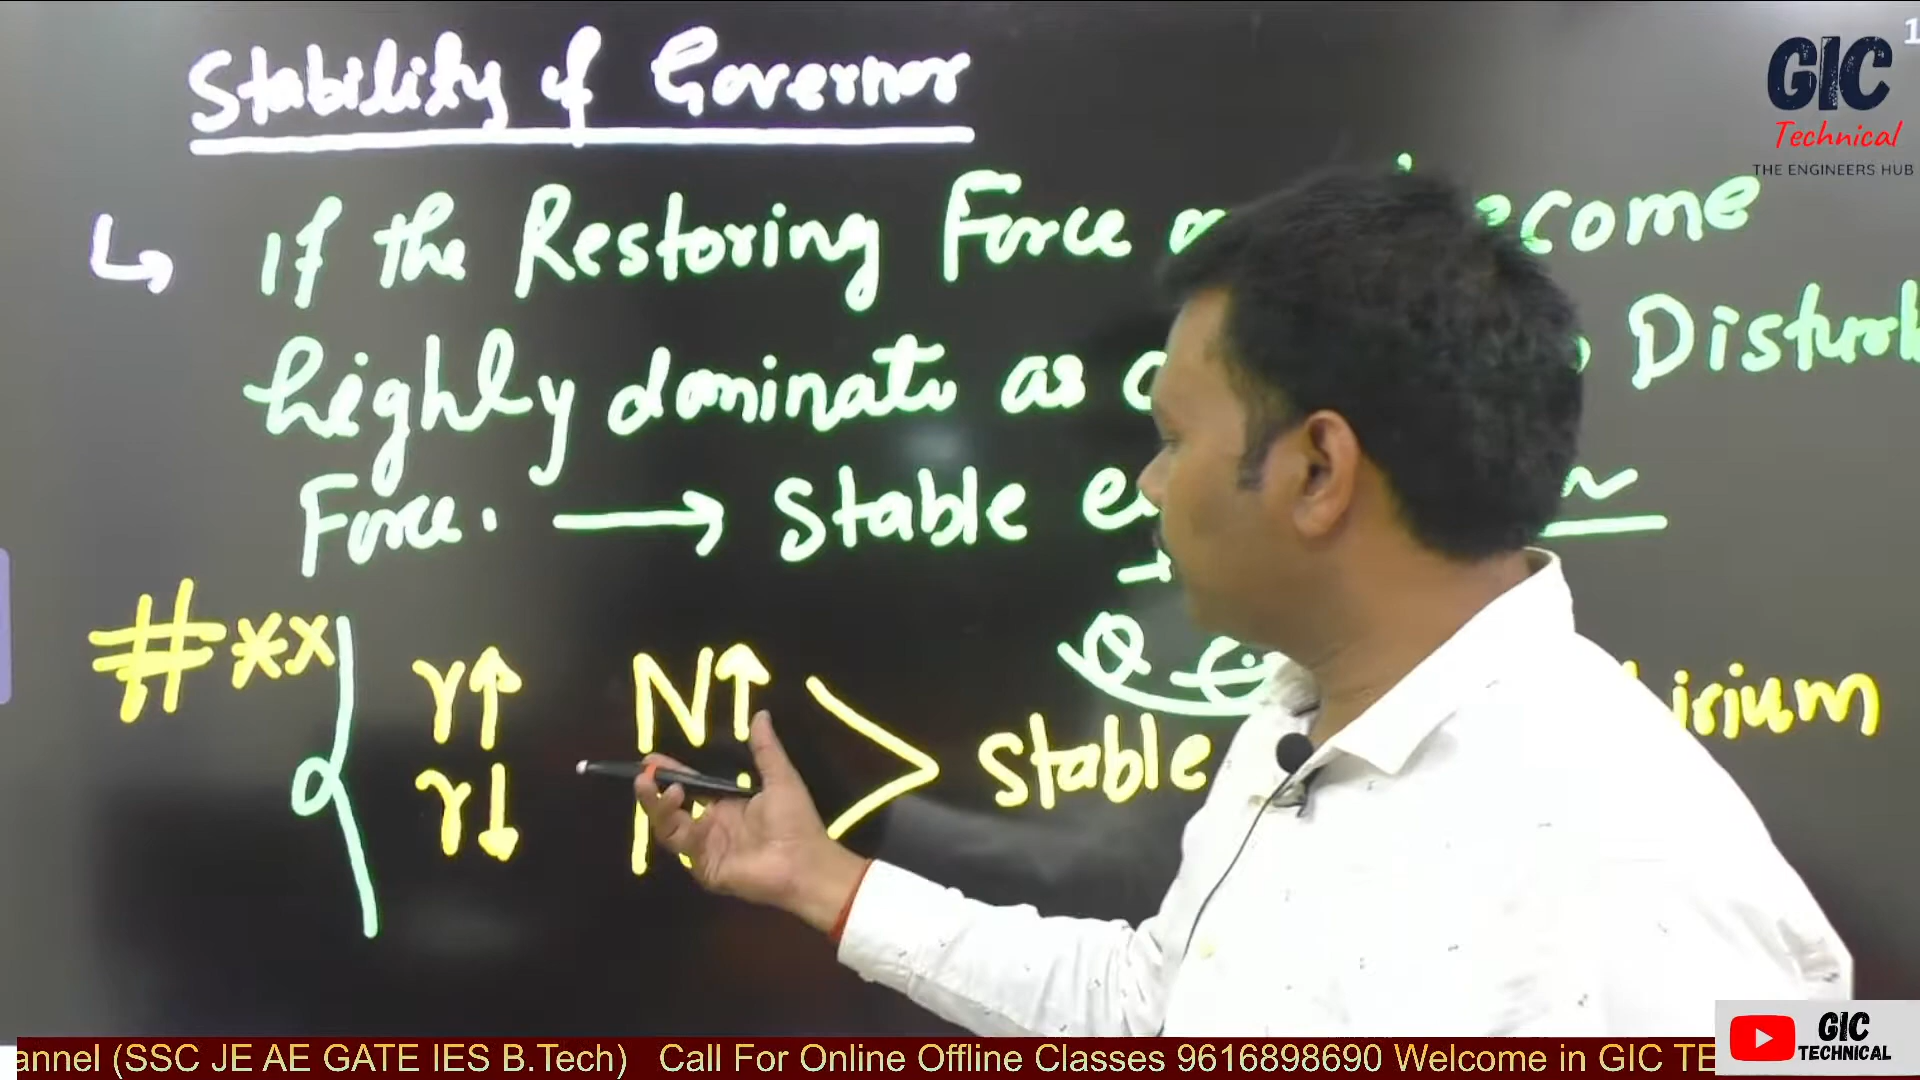 Stability of Governor
1
GIC
Technical
THE ENGINEERS HUB
↳ If the Restoring Force become
highly dominate as Disturb
Force. → Stable
#** r↑ N↑
Stable
r↓
annel (SSC JE AE GATE IES B.Tech) Call For Online Offline Classes 9616898690 Welcome in GIC TE
GIC
TECHNICAL